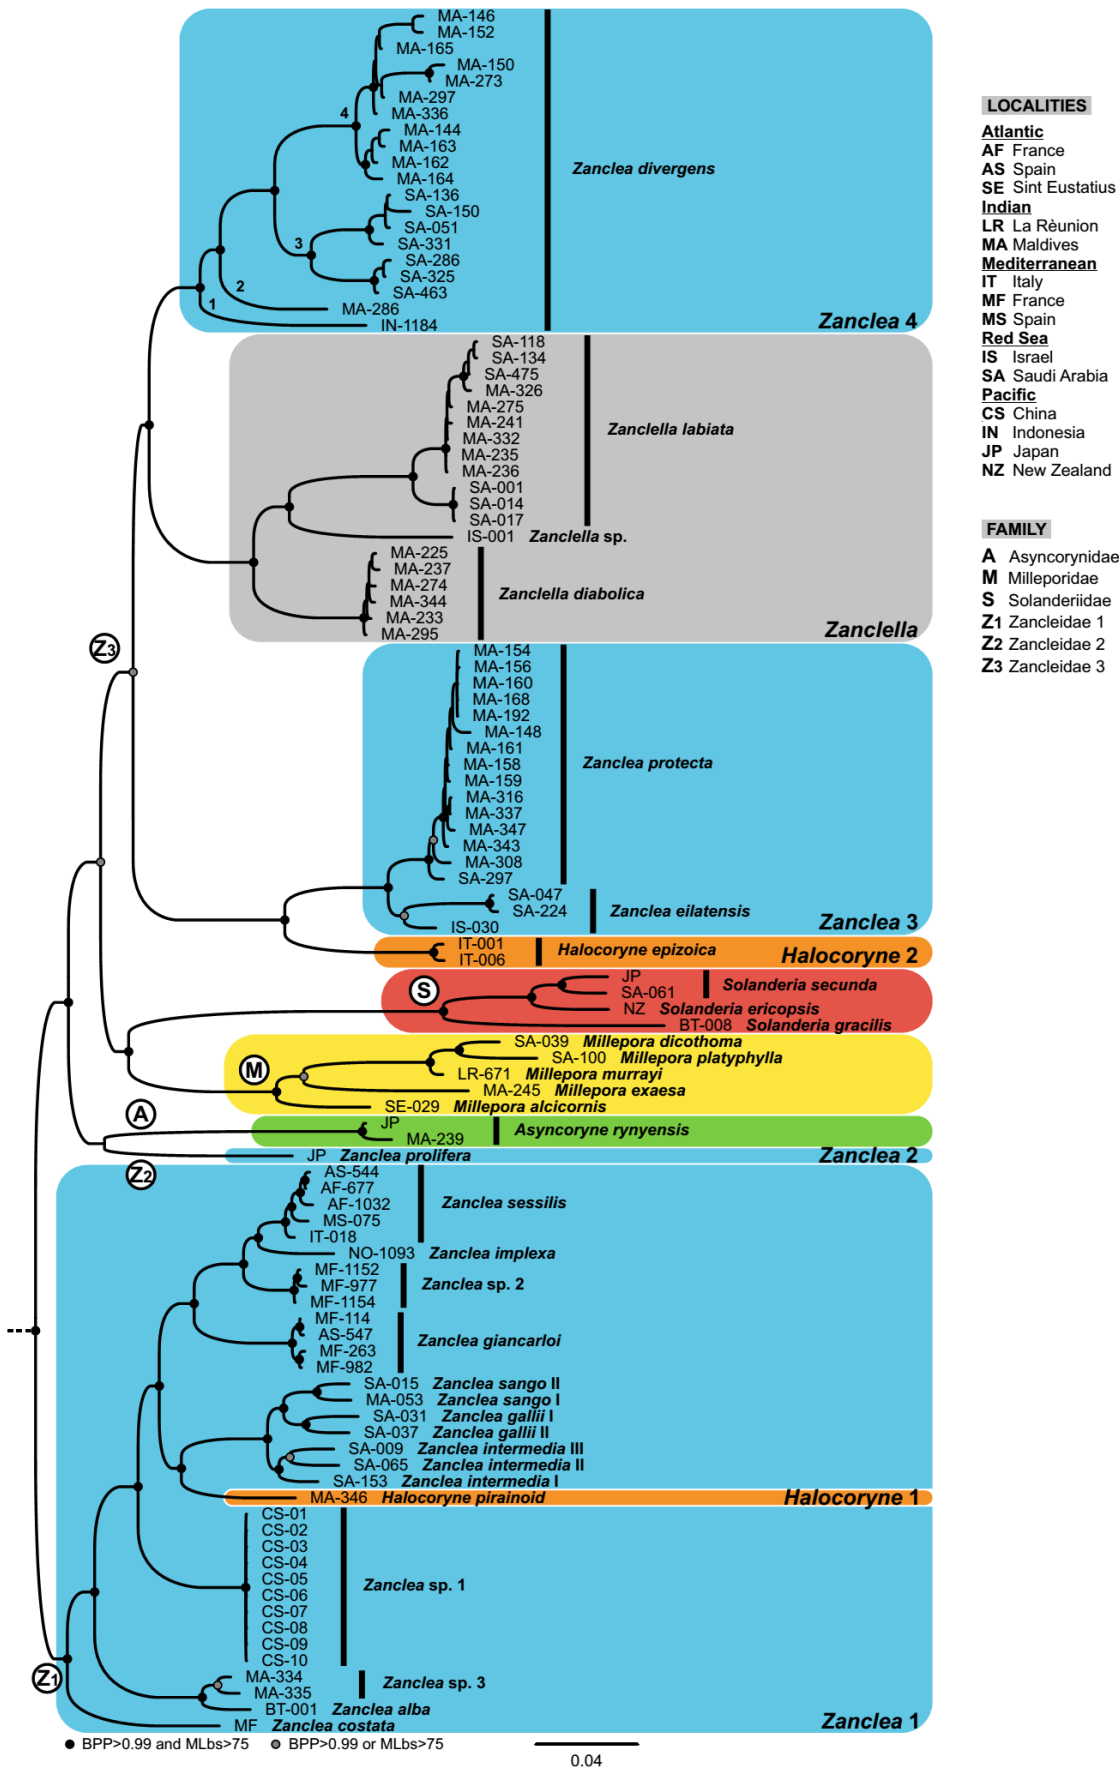 MA-146
MA-152
MA-165
MA-150
MA-273
MA-297
MA-336
4
MA-144
MA-163
MA-162
MA-164
Zanclea divergens
SA-136
SA-150
SA-051
3
SA-331
SA-286
SA-325
SA-463
2
1
MA-286
IN-1184
Zanclea 4
SA-118
SA-134
SA-475
MA-326
MA-275
MA-241
MA-332
MA-235
MA-236
SA-001
SA-014
SA-017
Zanclella labiata
IS-001 Zanclella sp.
MA-225
MA-237
MA-274
MA-344
MA-233
MA-295
Zanclella diabolica
Zanclella
Z3
MA-154
MA-156
MA-160
MA-168
MA-192
MA-148
MA-161
MA-158
MA-159
MA-316
MA-337
MA-347
MA-343
MA-308
SA-297
Zanclea protecta
SA-047
SA-224
IS-030
Zanclea eilatensis
Zanclea 3
IT-001
IT-006
Halocoryne epizoica
Halocoryne 2
S
JP
SA-061
Solanderia secunda
NZ Solanderia ericopsis
BT-008 Solanderia gracilis
M
SA-039 Millepora dicothoma
SA-100 Millepora platyphylla
LR-671 Millepora murrayi
MA-245 Millepora exaesa
SE-029 Millepora alcicornis
A
JP
MA-239
Asyncoryne rynyensis
Z2
JP Zanclea prolifera
Zanclea 2
AS-544
AF-677
AF-1032
MS-075
IT-018
Zanclea sessilis
NO-1093 Zanclea implexa
MF-1152
MF-977
MF-1154
Zanclea sp. 2
MF-114
AS-547
MF-263
MF-982
Zanclea giancarloi
SA-015 Zanclea sango II
MA-053 Zanclea sango I
SA-031 Zanclea gallii I
SA-037 Zanclea gallii II
SA-009 Zanclea intermedia III
SA-065 Zanclea intermedia II
SA-153 Zanclea intermedia I
MA-346 Halocoryne pirainoid
Halocoryne 1
CS-01
CS-02
CS-03
CS-04
CS-05
CS-06
CS-07
CS-08
CS-09
CS-10
Zanclea sp. 1
Z1
MA-334
MA-335
Zanclea sp. 3
BT-001 Zanclea alba
MF Zanclea costata
Zanclea 1
BPP>0.99 and MLbs>75
BPP>0.99 or MLbs>75
0.04
LOCALITIES
Atlantic
AF France
AS Spain
SE Sint Eustatius
Indian
LR La Rèunion
MA Maldives
Mediterranean
IT Italy
MF France
MS Spain
Red Sea
IS Israel
SA Saudi Arabia
Pacific
CS China
IN Indonesia
JP Japan
NZ New Zealand
FAMILY
A Asyncorynidae
M Milleporidae
S Solanderiidae
Z1 Zancleidae 1
Z2 Zancleidae 2
Z3 Zancleidae 3